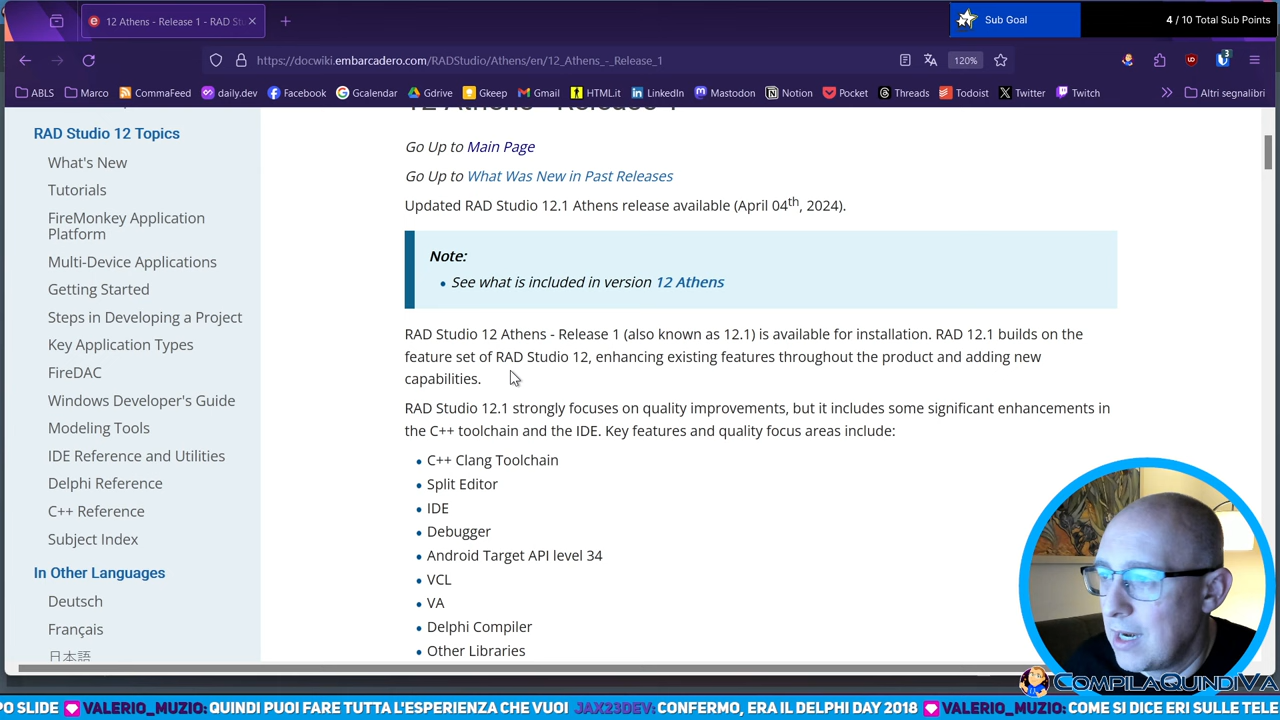 12 Athens - Release 1 - RAD St
Sub Goal
4 / 10 Total Sub Points
https://docwiki.embarcadero.com/RADStudio/Athens/en/12_Athens_-_Release_1
120%
3
ABLS
Marco
CommaFeed
daily.dev
Facebook
Gcalendar
Gdrive
Gkeep
Gmail
HTML.it
LinkedIn
Mastodon
Notion
Pocket
Threads
Todoist
Twitter
Twitch
Altri segnalibri
RAD Studio 12 Topics
What's New
Tutorials
FireMonkey Application
Platform
Multi-Device Applications
Getting Started
Steps in Developing a Project
Key Application Types
FireDAC
Windows Developer's Guide
Modeling Tools
IDE Reference and Utilities
Delphi Reference
C++ Reference
Subject Index
In Other Languages
Deutsch
Français
日本語
12 Athens - Release 1
Go Up to Main Page
Go Up to What Was New in Past Releases
Updated RAD Studio 12.1 Athens release available (April 04th, 2024).
Note:
See what is included in version 12 Athens
RAD Studio 12 Athens - Release 1 (also known as 12.1) is available for installation. RAD 12.1 builds on the
feature set of RAD Studio 12, enhancing existing features throughout the product and adding new
capabilities.
RAD Studio 12.1 strongly focuses on quality improvements, but it includes some significant enhancements in
the C++ toolchain and the IDE. Key features and quality focus areas include:
C++ Clang Toolchain
Split Editor
IDE
Debugger
Android Target API level 34
VCL
VA
Delphi Compiler
Other Libraries
COMPILAQUINDIVA
PO SLIDE VALERIO_MUZIO: QUINDI PUOI FARE TUTTA L'ESPERIENZA CHE VUOI JAX23DEV: CONFERMO, ERA IL DELPHI DAY 2018 VALERIO_MUZIO: COME SI DICE ERI SULLE TELE